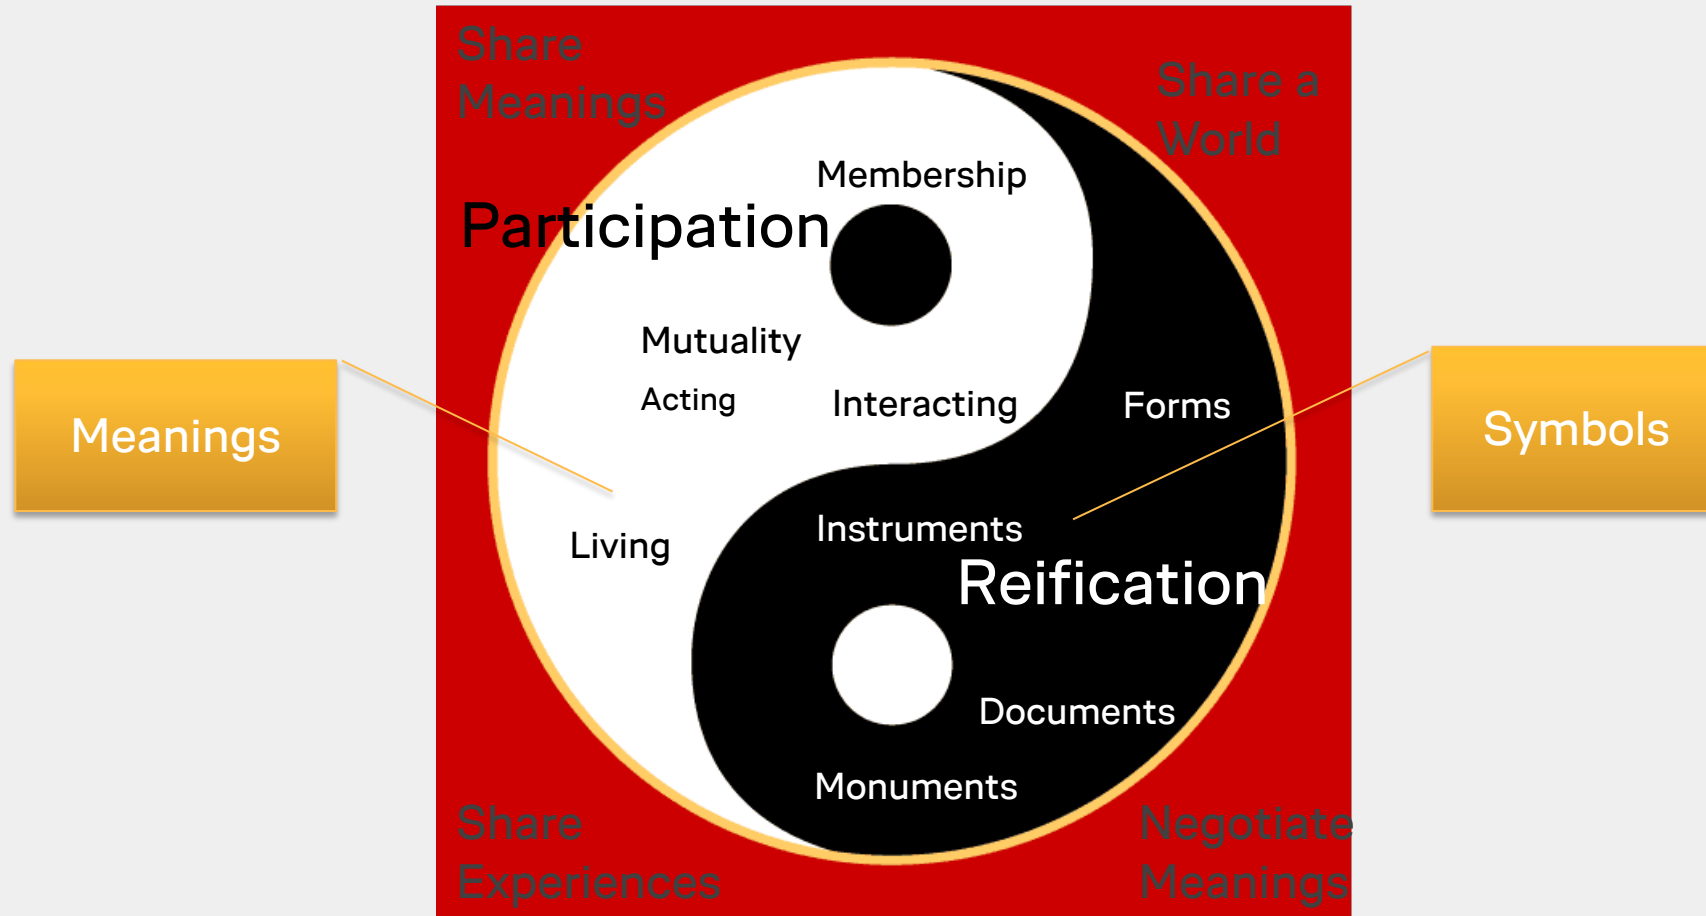 Share
Meanings
Share a
World
Membership
Participation
Mutuality
Acting
Interacting
Forms
Meanings
Symbols
Living
Instruments
Reification
Documents
Monuments
Share
Experiences
Negotiate
Meanings